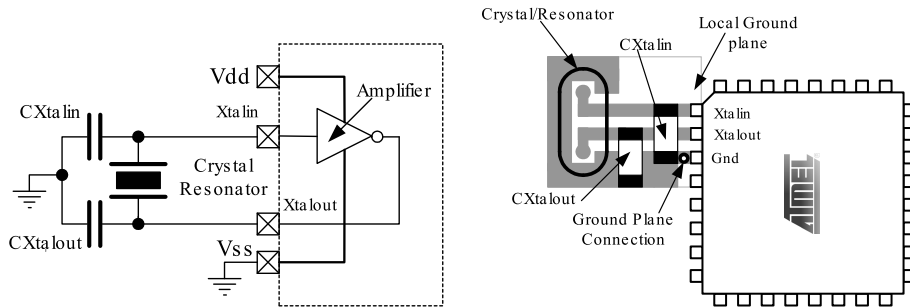 Vdd
Amplifier
Xtalin
CXtalin
Crystal
Resonator
Xtalout
CXtalout
Vss
Crystal/Resonator
CXtalin
Local Ground
plane
Xtalin
Xtalout
Gnd
ATMEL
CXtalout
Ground Plane
Connection